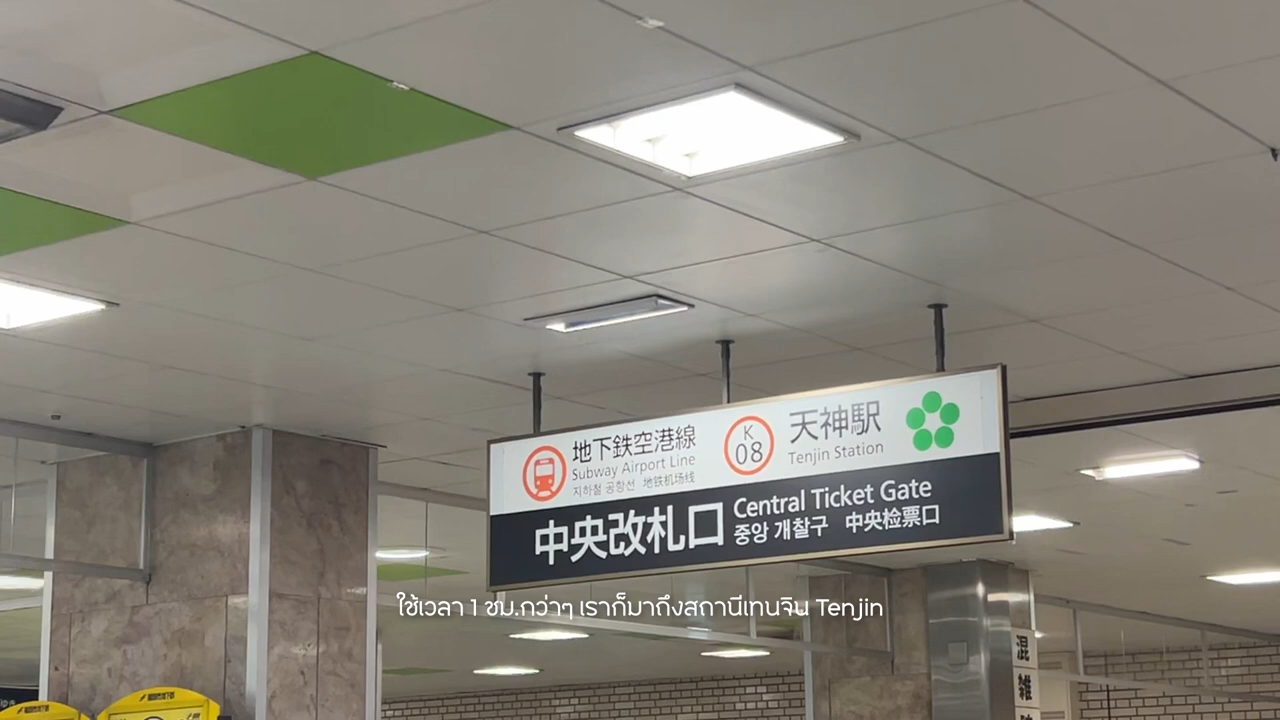 地下鉄空港線
Subway Airport Line
지하철 공항선 地铁机场线
K
08
天神駅
Tenjin Station
中央改札口
Central Ticket Gate
중앙 개찰구 中央检票口
ใช้เวลา 1 ชม.กว่าๆ เราก็มาถึงสถานีเทนจิน Tenjin
混
雑